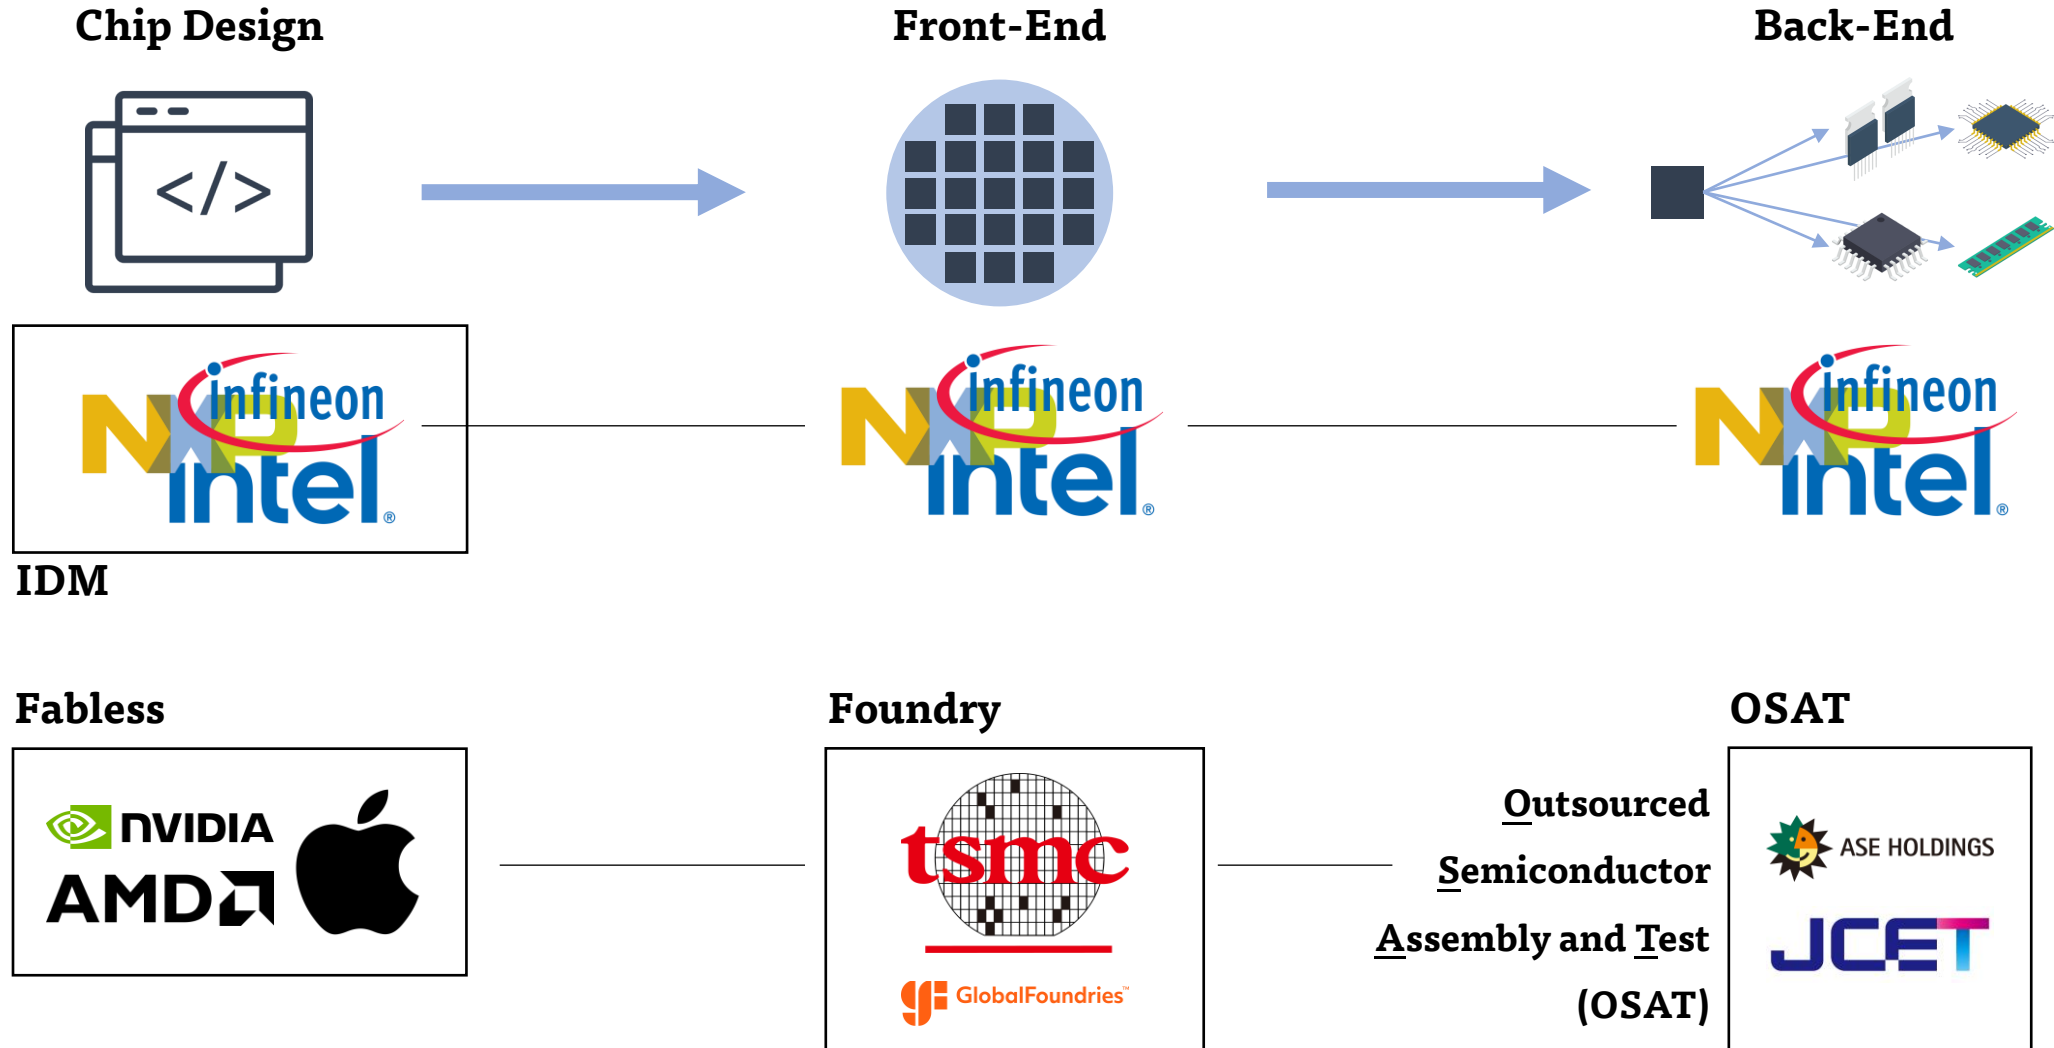 Chip Design
Front-End
Back-End
</>
NXP
infineon
intel®
NXP
infineon
intel®
NXP
infineon
intel®
IDM
Fabless
Foundry
OSAT
NVIDIA
AMD
tsmc
GlobalFoundries™
Outsourced
Semiconductor
Assembly and Test
(OSAT)
ASE HOLDINGS
JCET